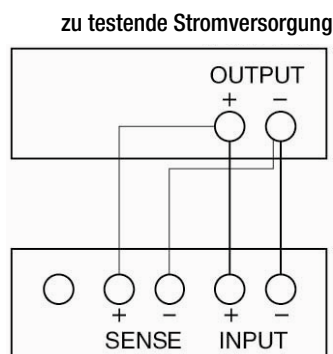 zu testende Stromversorgung
OUTPUT
+ −
+ − + −
SENSE INPUT